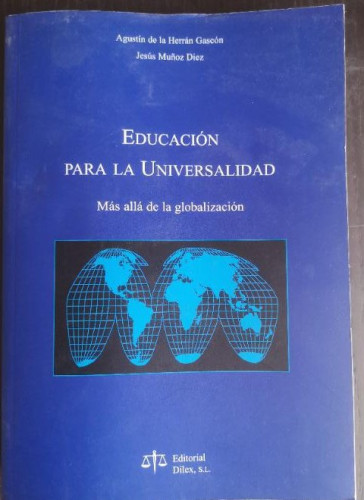 Agustín de la Herrán Gascón
Jesús Muñoz Díez
EDUCACIÓN
PARA LA UNIVERSALIDAD
Más allá de la globalización
Editorial
Dilex, S.L.